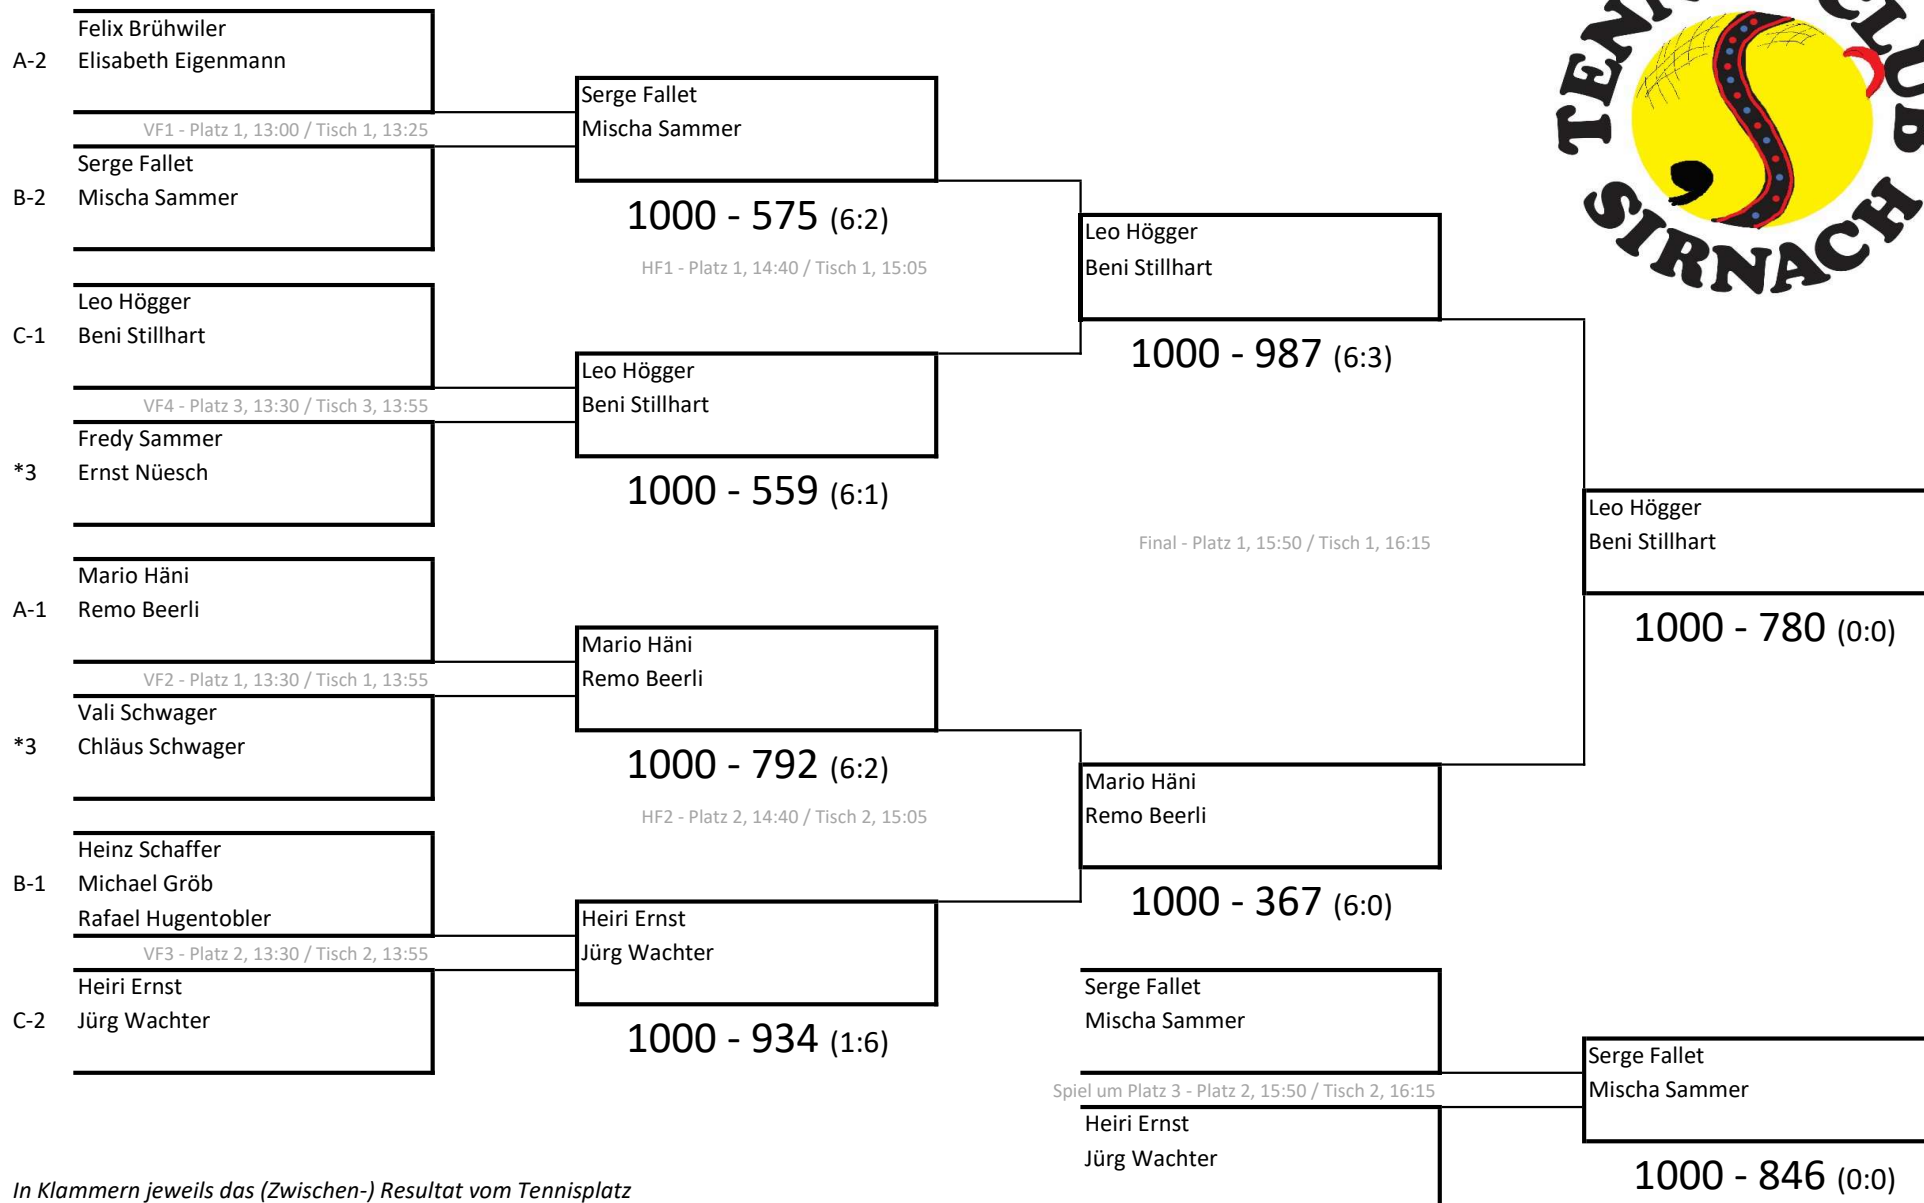 Felix Brühwiler
A-2 Elisabeth Eigenmann
VF1 - Platz 1, 13:00 / Tisch 1, 13:25
Serge Fallet
B-2 Mischa Sammer
Leo Högger
C-1 Beni Stillhart
VF4 - Platz 3, 13:30 / Tisch 3, 13:55
Fredy Sammer
*3 Ernst Nüesch
Mario Häni
A-1 Remo Beerli
VF2 - Platz 1, 13:30 / Tisch 1, 13:55
Vali Schwager
*3 Chläus Schwager
Heinz Schaffer
B-1 Michael Gröb
Rafael Hugentobler
VF3 - Platz 2, 13:30 / Tisch 2, 13:55
Heiri Ernst
C-2 Jürg Wachter
Serge Fallet
Mischa Sammer
1000 - 575 (6:2)
HF1 - Platz 1, 14:40 / Tisch 1, 15:05
Leo Högger
Beni Stillhart
1000 - 559 (6:1)
Mario Häni
Remo Beerli
1000 - 792 (6:2)
HF2 - Platz 2, 14:40 / Tisch 2, 15:05
Heiri Ernst
Jürg Wachter
1000 - 934 (1:6)
Leo Högger
Beni Stillhart
1000 - 987 (6:3)
Final - Platz 1, 15:50 / Tisch 1, 16:15
Mario Häni
Remo Beerli
1000 - 367 (6:0)
Serge Fallet
Mischa Sammer
Spiel um Platz 3 - Platz 2, 15:50 / Tisch 2, 16:15
Heiri Ernst
Jürg Wachter
SIRNACH
Leo Högger
Beni Stillhart
1000 - 780 (0:0)
Serge Fallet
Mischa Sammer
1000 - 846 (0:0)
In Klammern jeweils das (Zwischen-) Resultat vom Tennisplatz